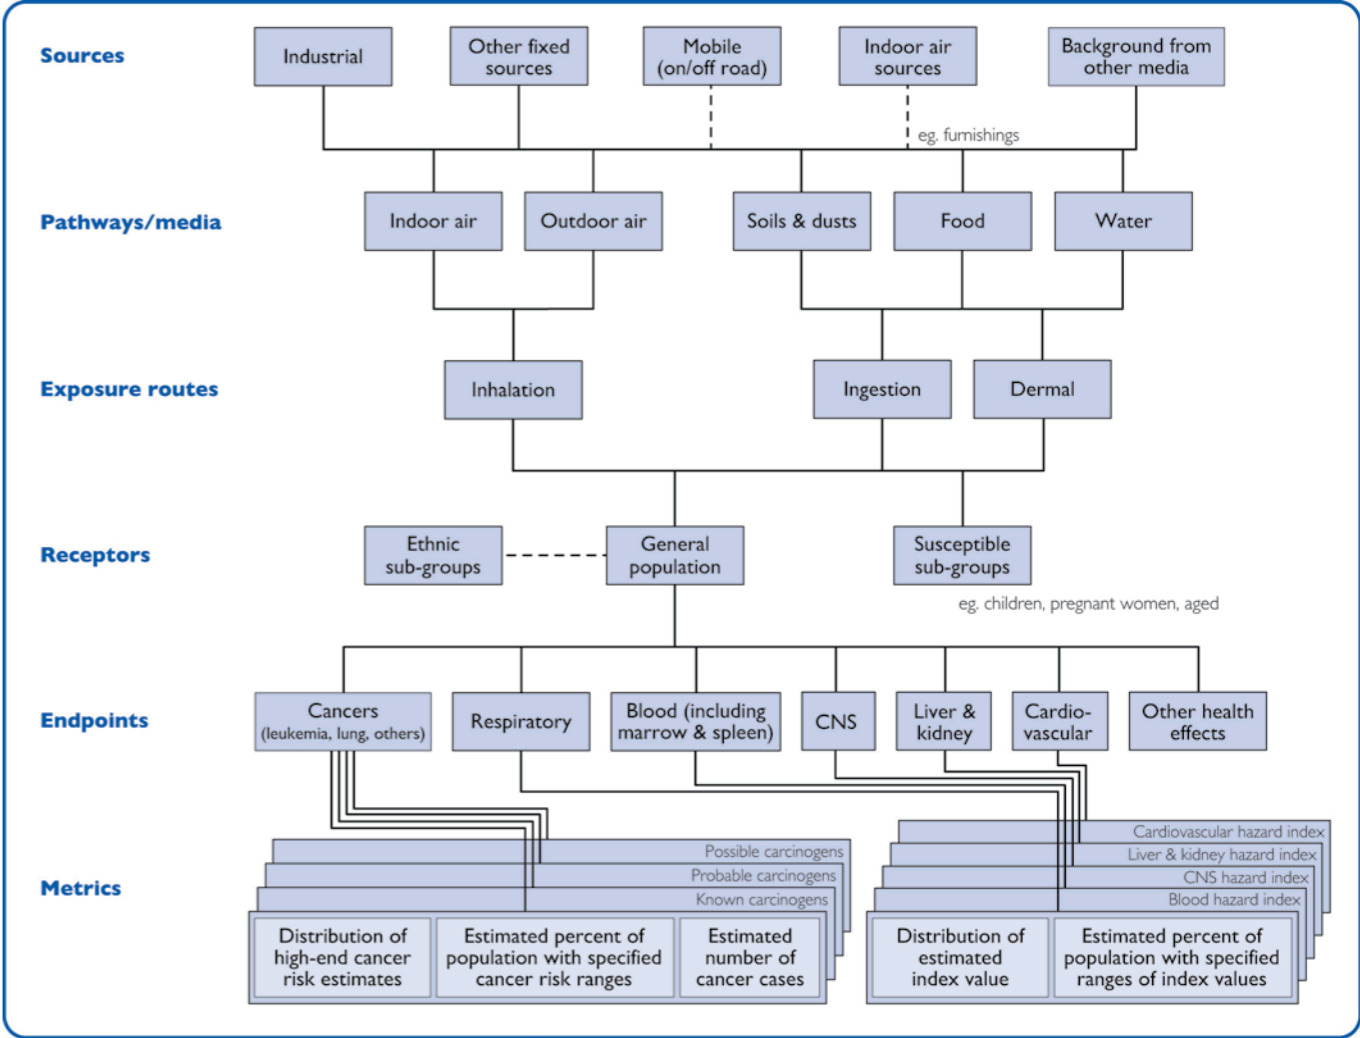 Sources
Industrial
Other fixed
sources
Mobile
(on/off road)
Indoor air
sources
Background from
other media
eg. furnishings
Pathways/media
Indoor air
Outdoor air
Soils & dusts
Food
Water
Exposure routes
Inhalation
Ingestion
Dermal
Receptors
Ethnic
sub-groups
General
population
Susceptible
sub-groups
eg. children, pregnant women, aged
Endpoints
Cancers
(leukemia, lung, others)
Respiratory
Blood (including
marrow & spleen)
CNS
Liver &
kidney
Cardio-
vascular
Other health
effects
Metrics
Possible carcinogens
Probable carcinogens
Known carcinogens
Distribution of
high-end cancer
risk estimates
Estimated percent of
population with specified
cancer risk ranges
Estimated
number of
cancer cases
Cardiovascular hazard index
Liver & kidney hazard index
CNS hazard index
Blood hazard index
Distribution of
estimated
index value
Estimated percent of
population with specified
ranges of index values